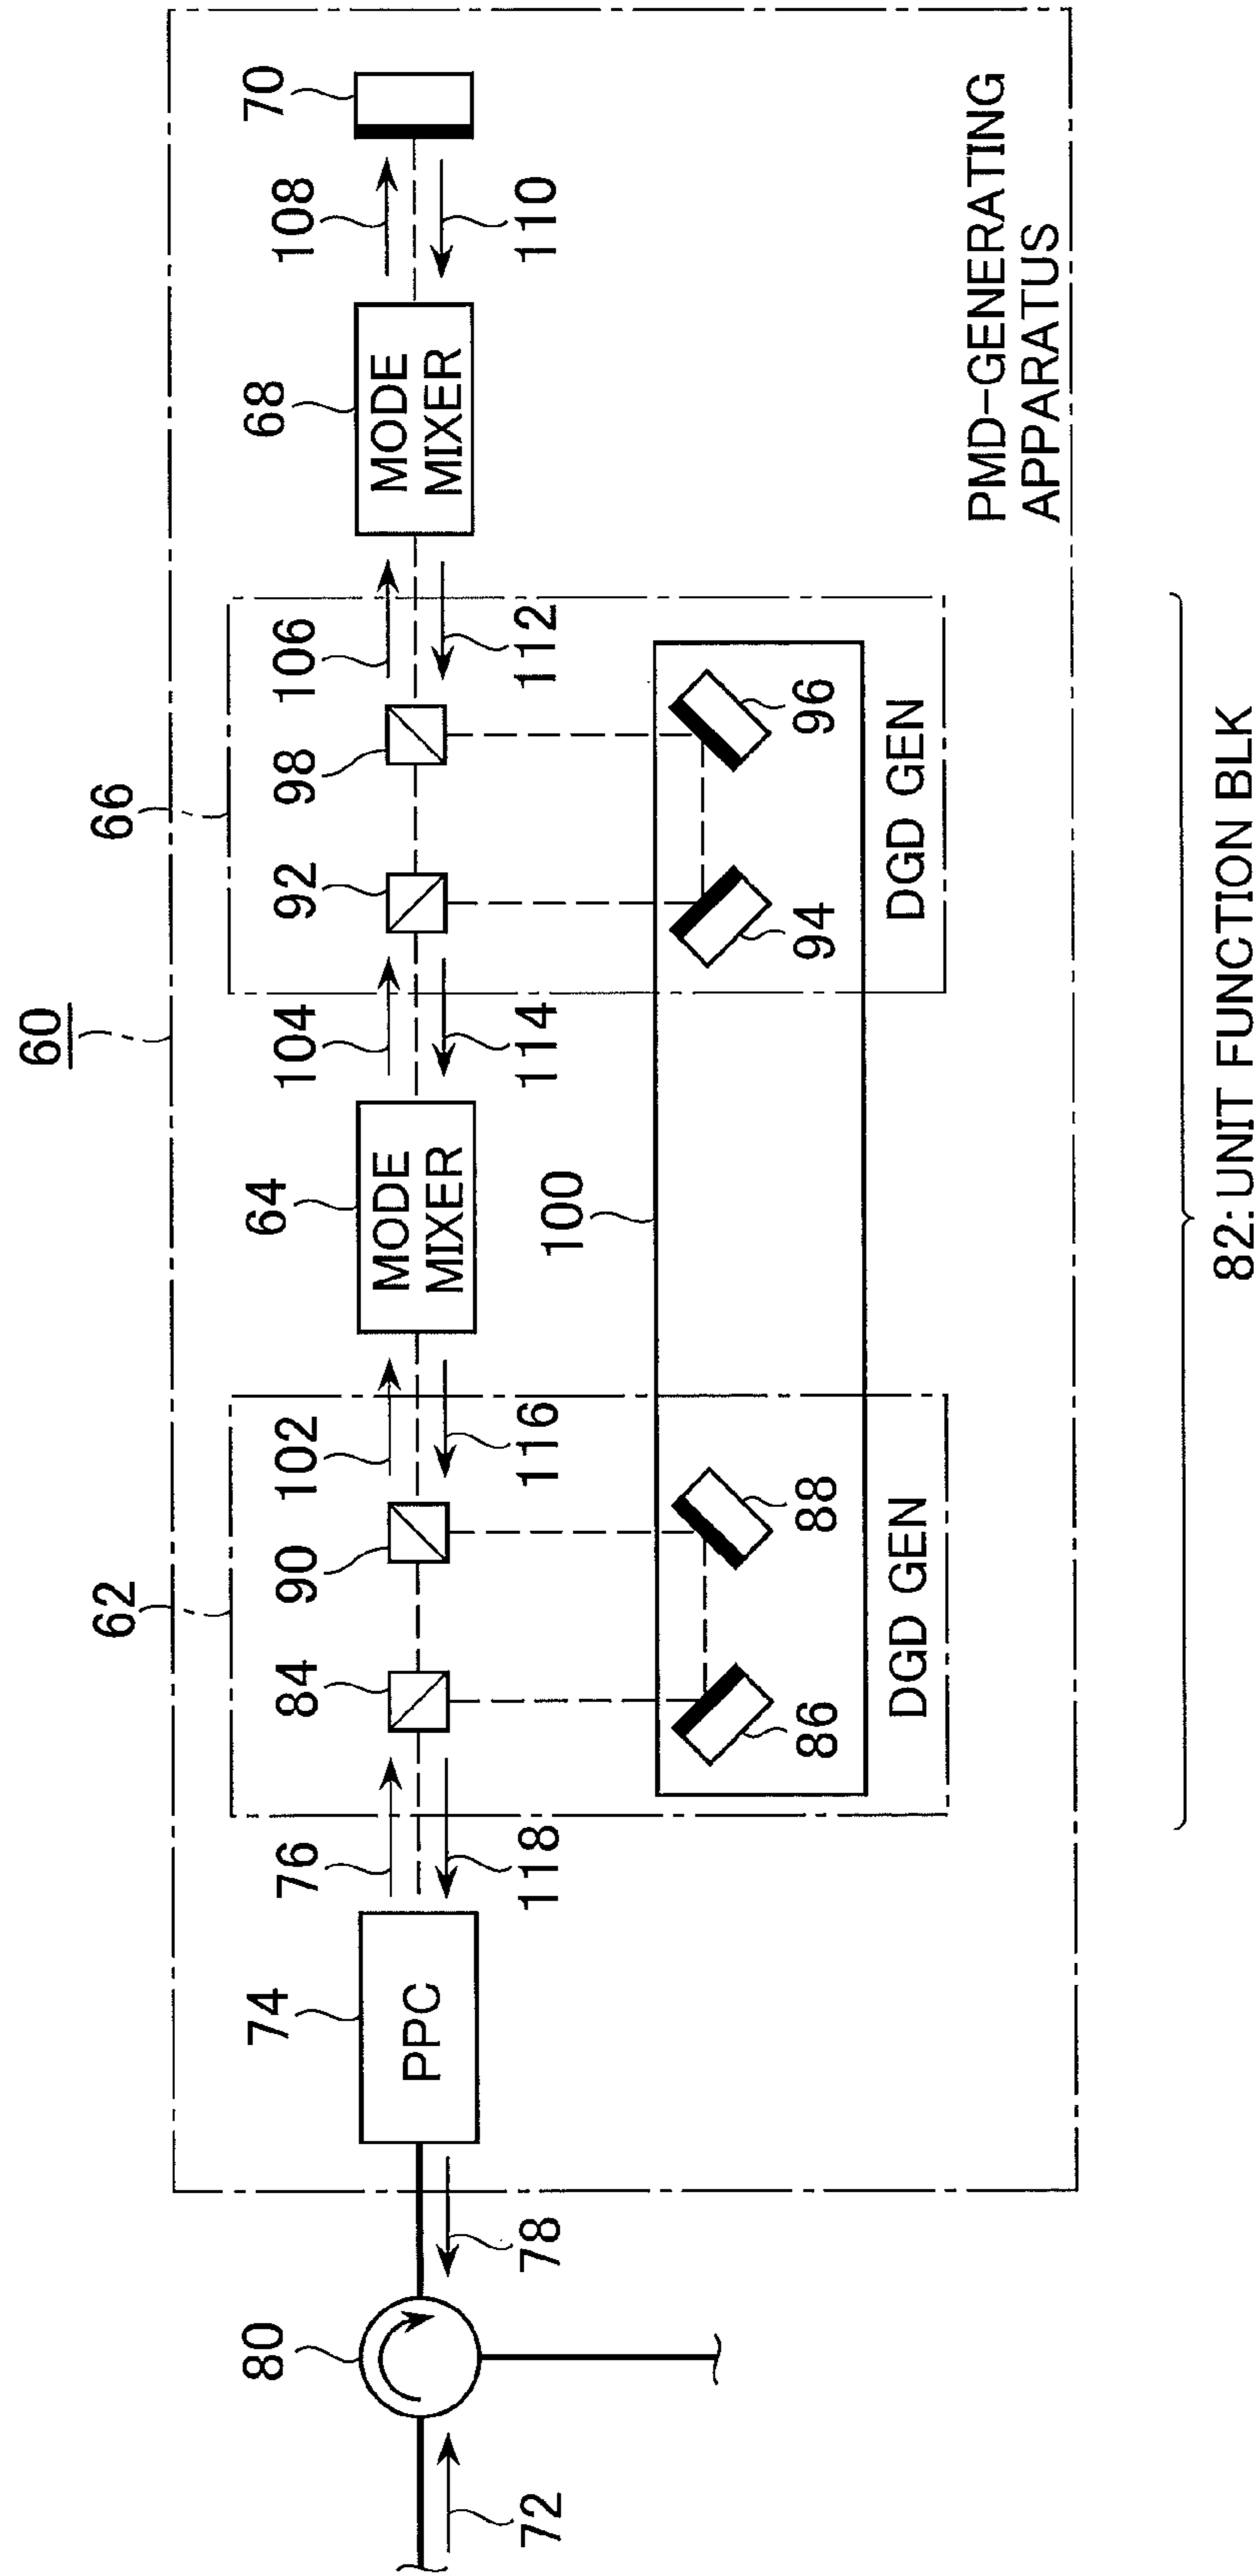 60
62
66
80
74
76
84
90
102
64
104
92
98
106
68
108
70
PPC
MODE
MIXER
MODE
MIXER
72
78
118
116
114
112
110
100
86
88
94
96
DGD GEN
DGD GEN
PMD-GENERATING
APPARATUS
82: UNIT FUNCTION BLK